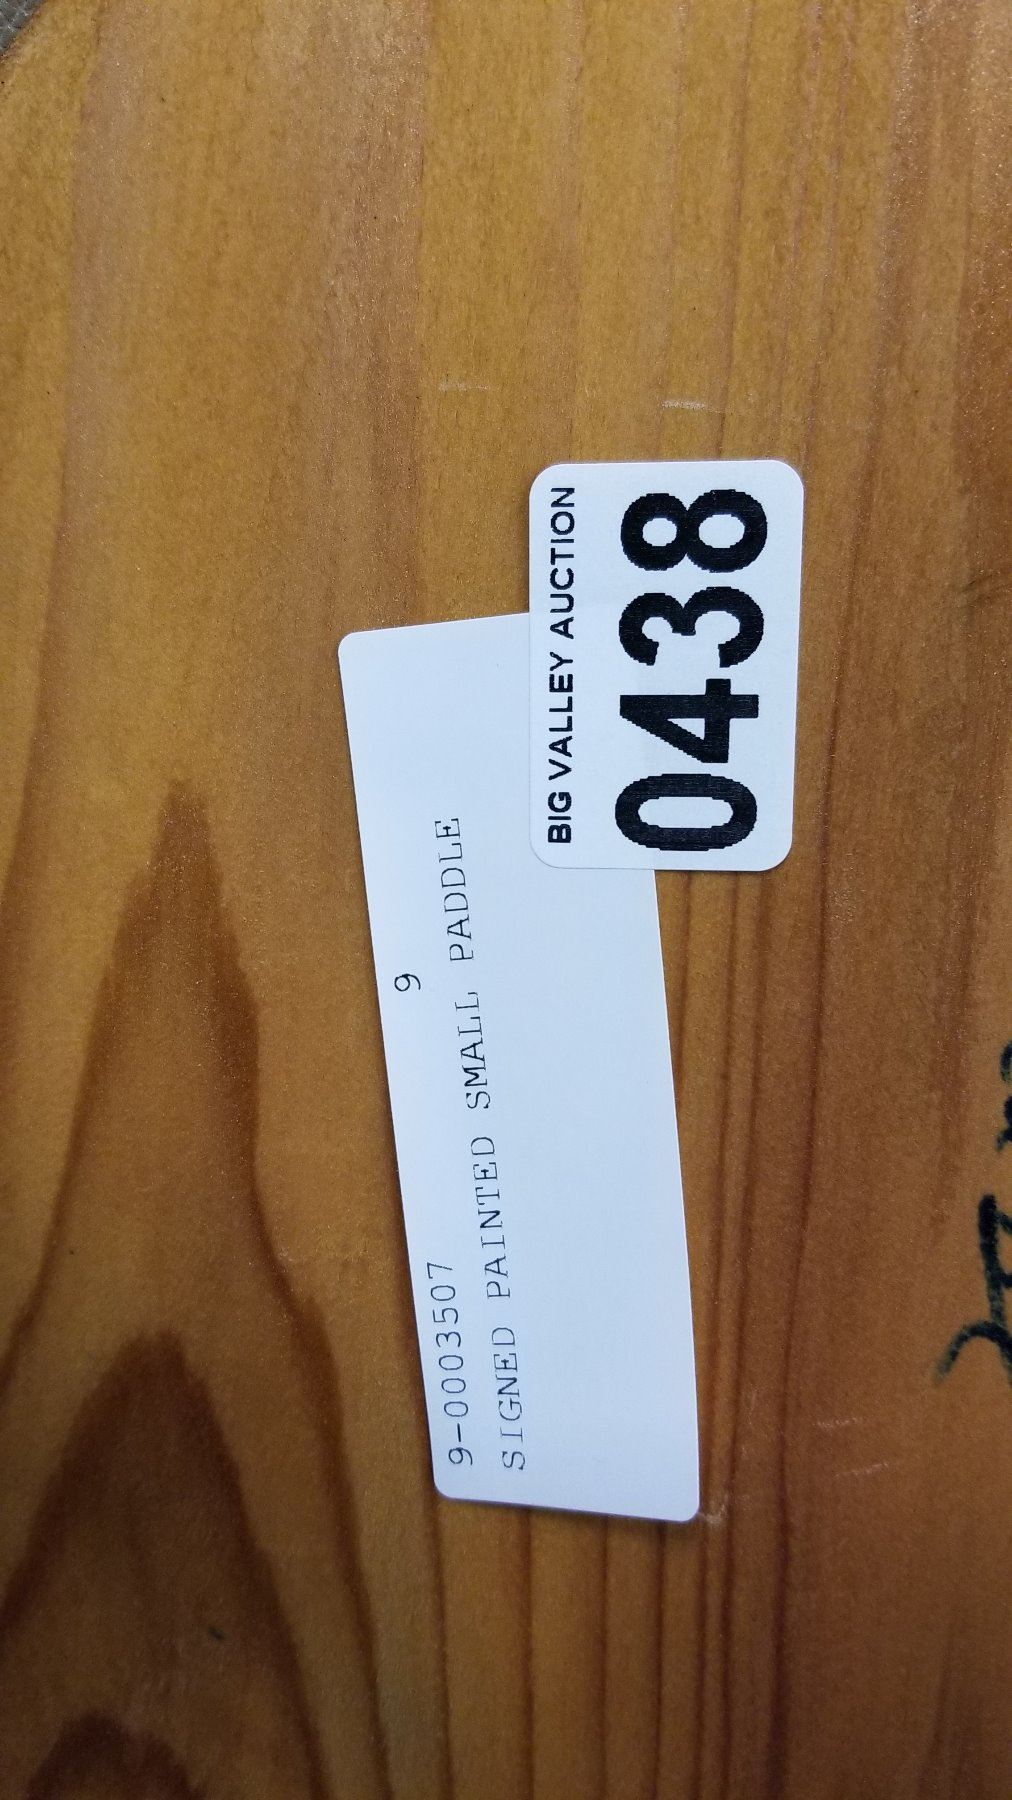 BIG VALLEY AUCTION
0438
9-0003507 9
SIGNED PAINTED SMALL PADDLE